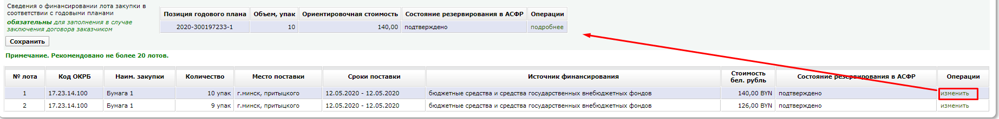 Сведения о финансировании лота закупки в
соответствии с годовыми планами
обязательны для заполнения в случае
заключения договора заказчиком
Позиция годового плана Объем, упак Ориентировочная стоимость Состояние резервирования в АСФР Операции
2020-300197233-1 10 140,00 подтверждено подробнее
Сохранить
Примечание. Рекомендовано не более 20 лотов.
№ лота Код ОКРБ Наим. закупки Количество Место поставки Сроки поставки Источник финансирования Стоимость бел. рубль Состояние резервирования в АСФР Операции
1 17.23.14.100 Бумага 1 10 упак г.минск, притыцкого 12.05.2020 - 12.05.2020 бюджетные средства и средства государственных внебюджетных фондов 140,00 BYN подтверждено изменить
2 17.23.14.100 Бумага 1 9 упак г.минск, притыцкого 12.05.2020 - 12.05.2020 бюджетные средства и средства государственных внебюджетных фондов 126,00 BYN подтверждено изменить